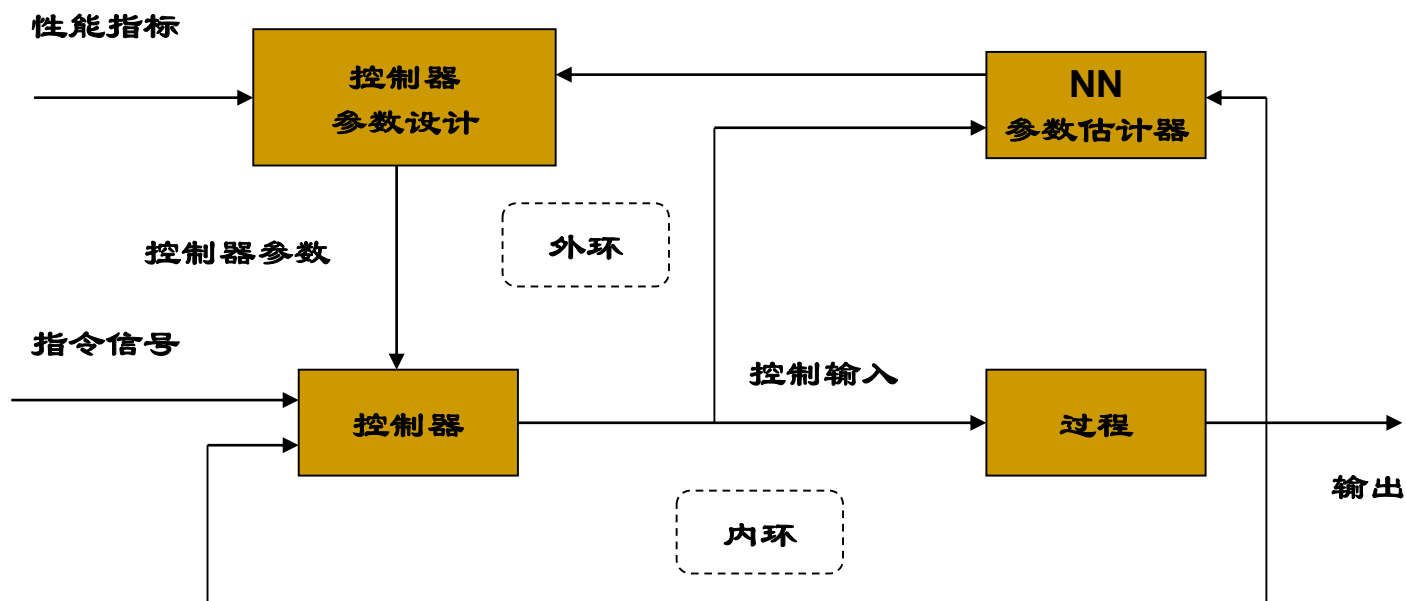 性能指标
控制器
参数设计
NN
参数估计器
外环
控制器参数
指令信号
控制输入
控制器
过程
输出
内环